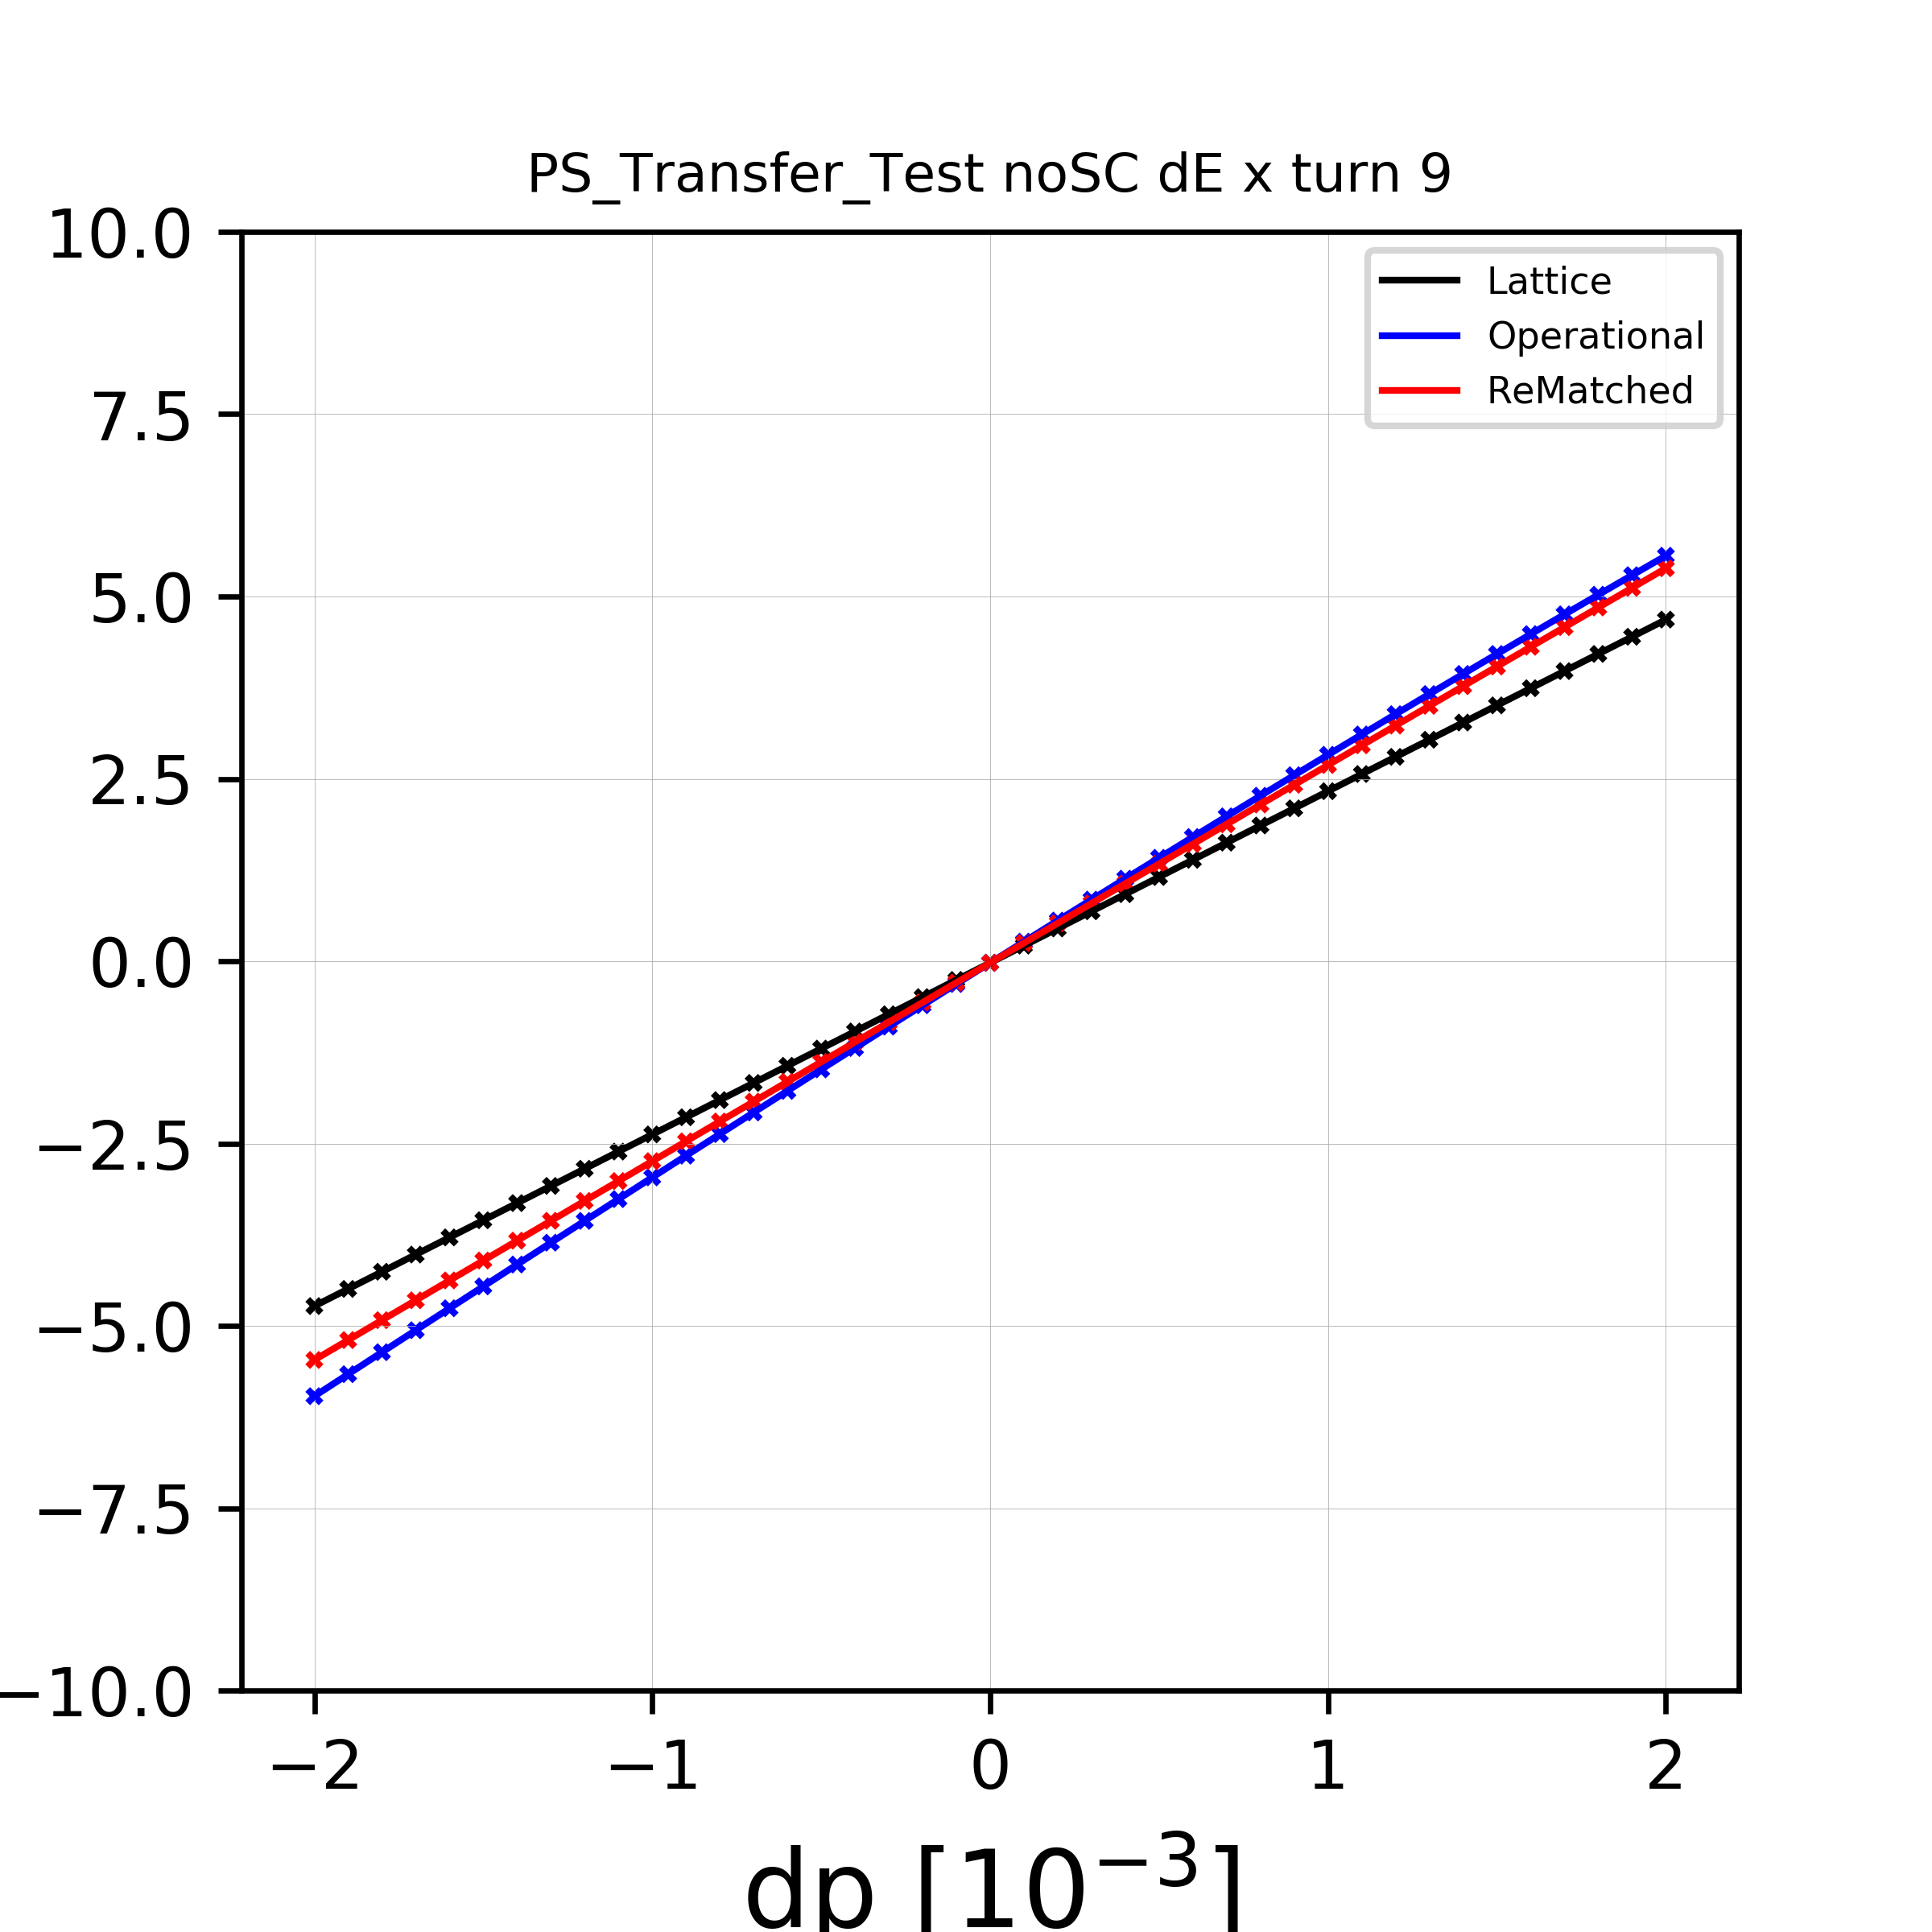 PS_Transfer_Test noSC dE x turn 9
10.0
7.5
5.0
2.5
0.0
−2.5
−5.0
−7.5
−10.0
Lattice
Operational
ReMatched
−2 −1 0 1 2
dp [10⁻³]